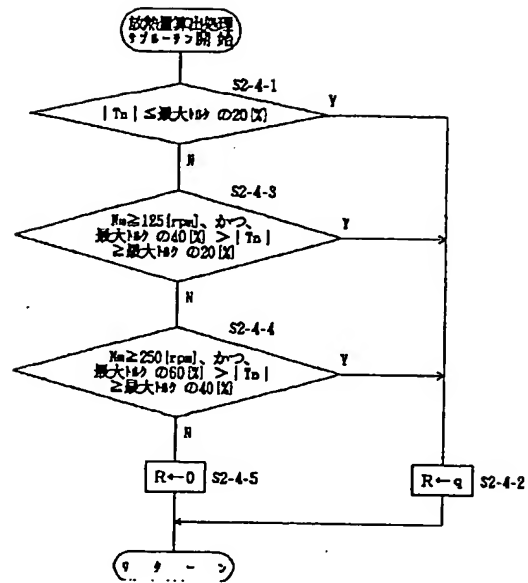 放熱量算出処理
サブルーチン開始
S2-4-1
|Tm|≦最大トルク の20[%]
Y
N
S2-4-3
Nm≧125[rpm]、かつ、
最大トルク の40[%] >|Tm|
≧最大トルク の20[%]
Y
N
S2-4-4
Nm≧250[rpm]、かつ、
最大トルク の60[%] >|Tm|
≧最大トルク の40[%]
Y
N
R←0 S2-4-5
R←q S2-4-2
リターン